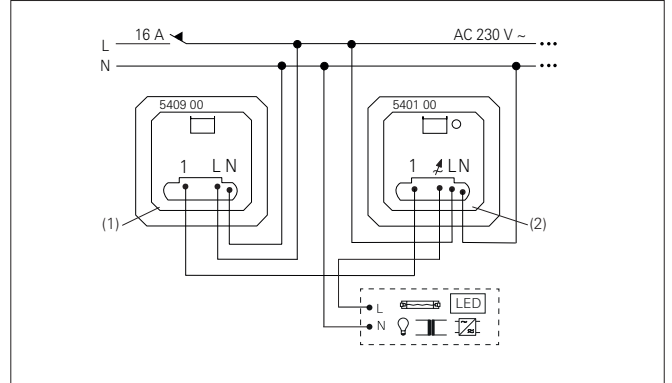 16 A AC 230 V ~
L
N
5409 00 5401 00
1 L N 1 LN
(1) (2)
L LED
N